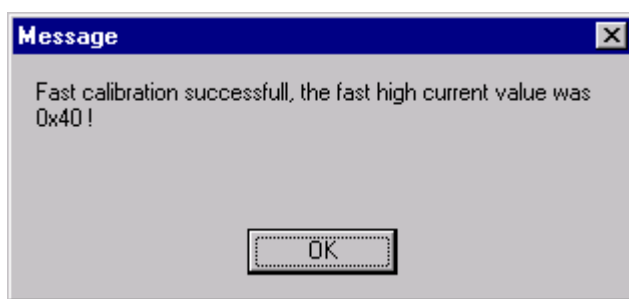 Message
Fast calibration successfull, the fast high current value was
0x40 !
OK